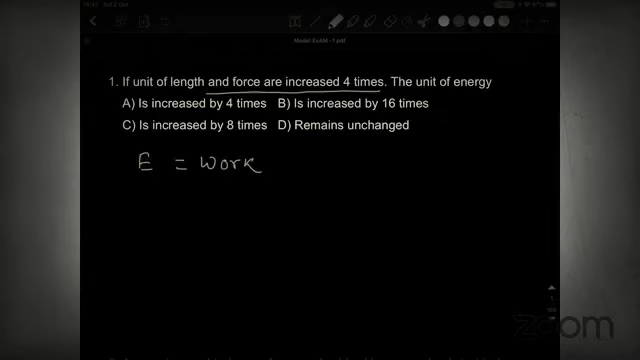 Model ExAM - 1.pdf
1. If unit of length and force are increased 4 times. The unit of energy
A) Is increased by 4 times B) Is increased by 16 times
C) Is increased by 8 times D) Remains unchanged
E = work
zoom